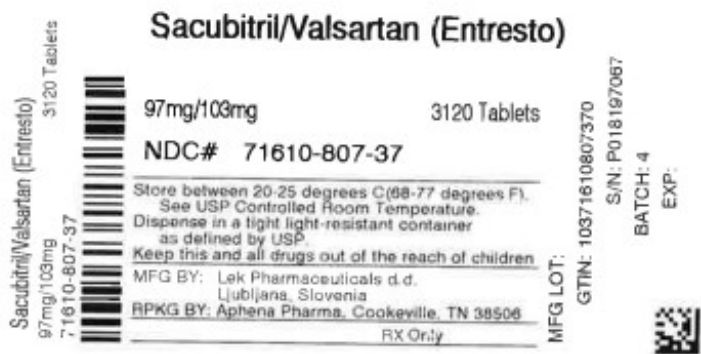 Sacubitril/Valsartan (Entresto)
97mg/103mg 3120 Tablets
NDC# 71610-807-37
Store between 20-25 degrees C(68-77 degrees F).
See USP Controlled Room Temperature.
Dispense in a tight light-resistant container
as defined by USP.
Keep this and all drugs out of the reach of children
MFG BY: Lek Pharmaceuticals d.d.
Ljubljana, Slovenia
RPKG BY: Aphena Pharma, Cookeville, TN 38506
RX Only
Sacubitril/Valsartan (Entresto)
97mg/103mg 3120 Tablets
71610-807-37
MFG LOT:
GTIN: 10371610807370
S/N: P018197067
BATCH: 4
EXP: